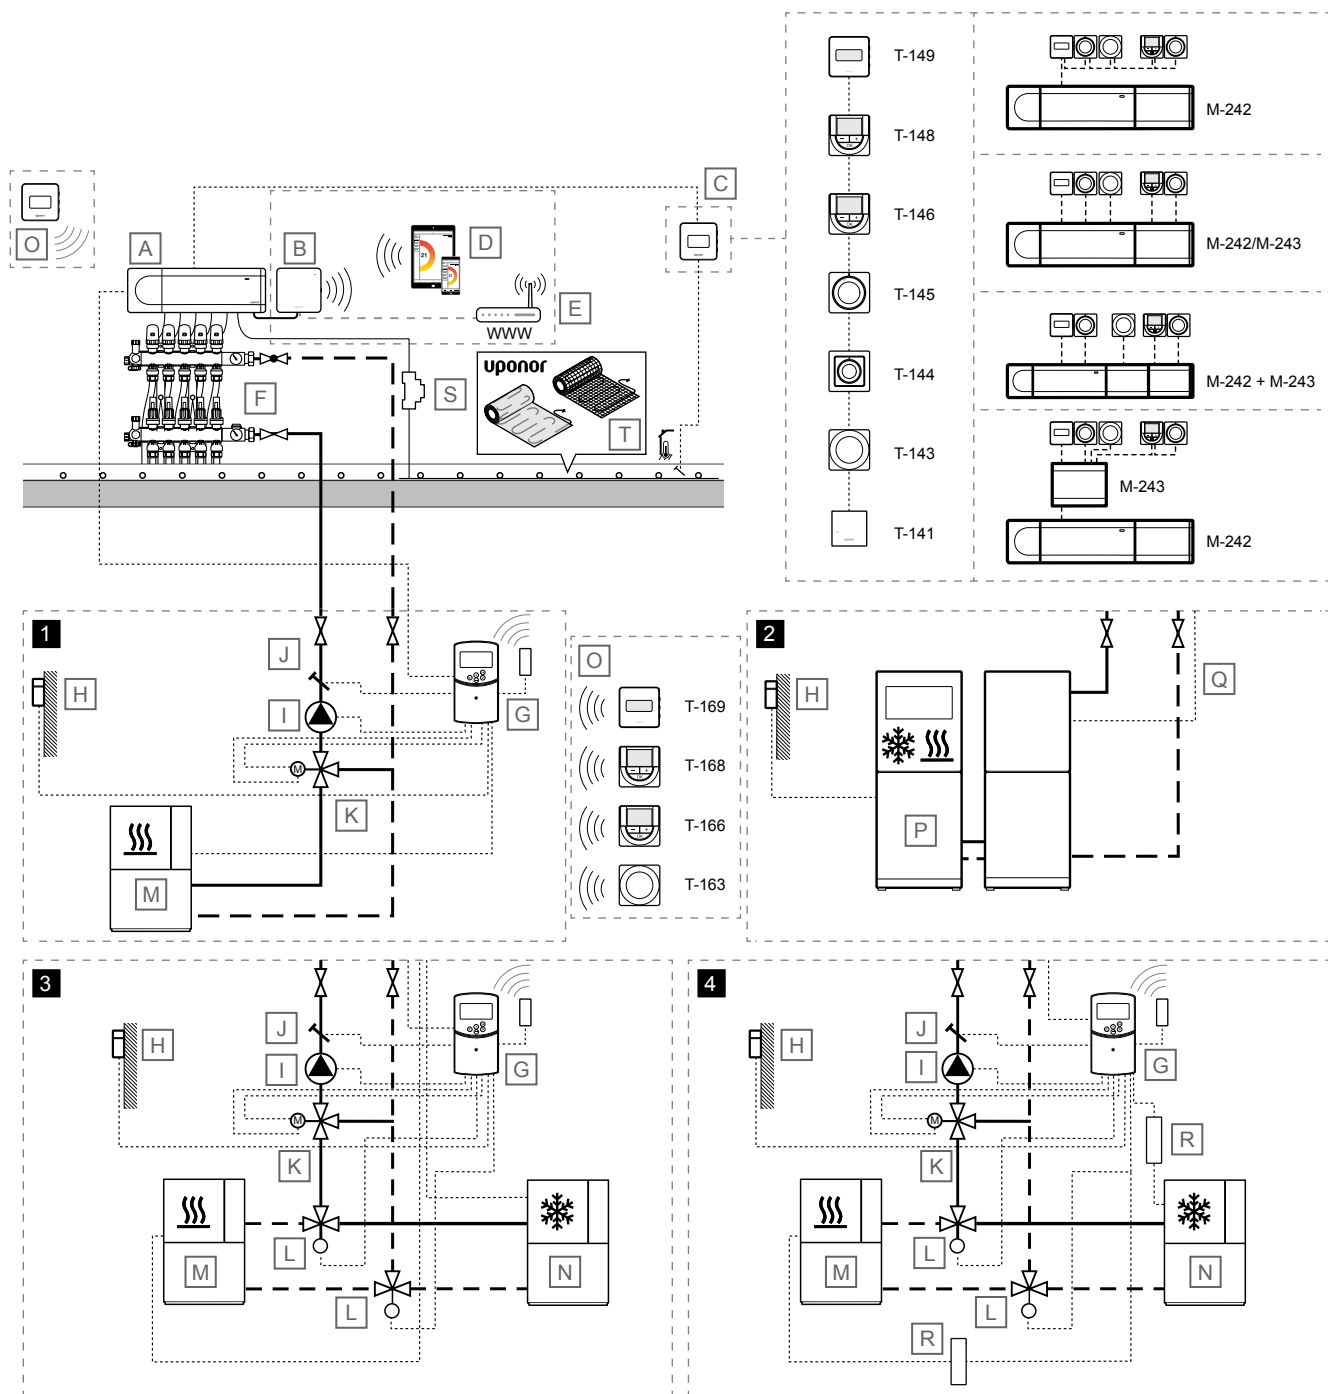 T-149
T-148
T-146
T-145
T-144
T-143
T-141
M-242
M-242/M-243
M-242 + M-243
M-243
M-242
C
O
A
B
D
E
WWW
F
S
uponor
T
1
J
H
I
G
M
K
M
O
T-169
T-168
T-166
T-163
2
H
Q
P
3
J
H
I
G
M
K
L
M
N
L
4
J
H
I
G
M
K
R
L
M
N
L
R